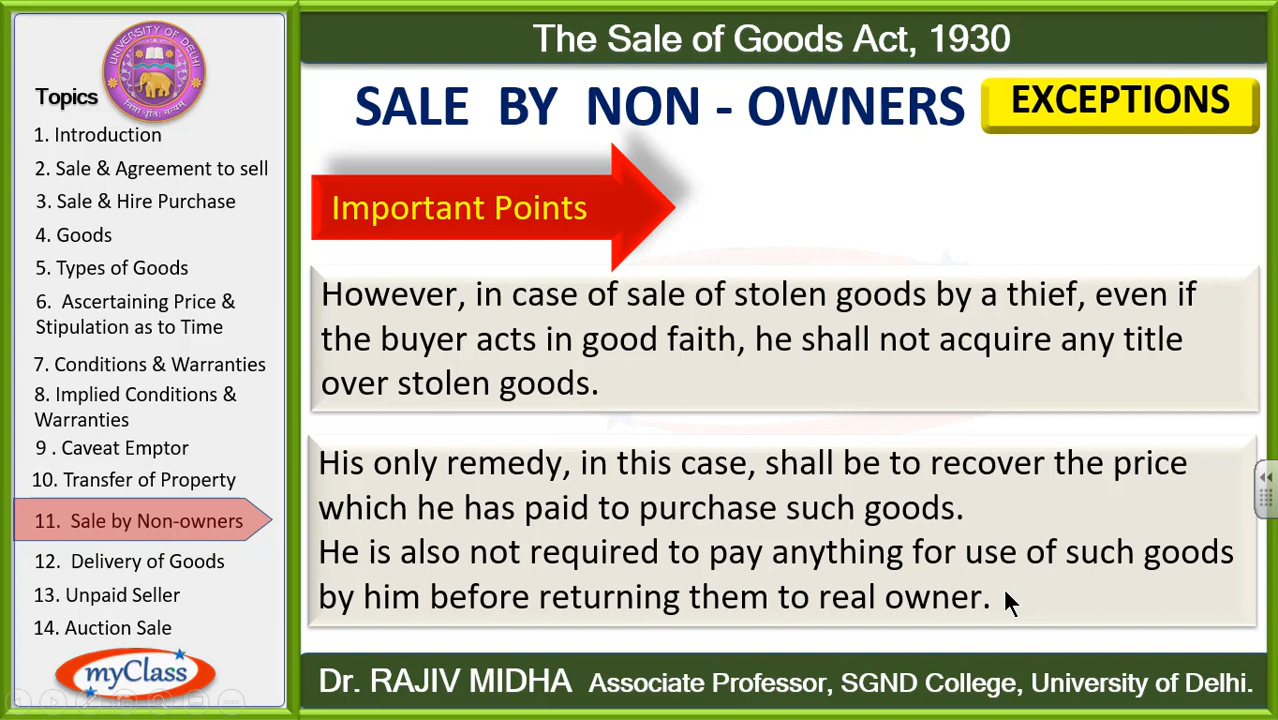 UNIVERSITY OF DELHI
Topics
1. Introduction
2. Sale & Agreement to sell
3. Sale & Hire Purchase
4. Goods
5. Types of Goods
6. Ascertaining Price &
Stipulation as to Time
7. Conditions & Warranties
8. Implied Conditions &
Warranties
9 . Caveat Emptor
10. Transfer of Property
11. Sale by Non-owners
12. Delivery of Goods
13. Unpaid Seller
14. Auction Sale
myClass
The Sale of Goods Act, 1930
SALE BY NON - OWNERS
EXCEPTIONS
Important Points
However, in case of sale of stolen goods by a thief, even if
the buyer acts in good faith, he shall not acquire any title
over stolen goods.
His only remedy, in this case, shall be to recover the price
which he has paid to purchase such goods.
He is also not required to pay anything for use of such goods
by him before returning them to real owner.
Dr. RAJIV MIDHA Associate Professor, SGND College, University of Delhi.